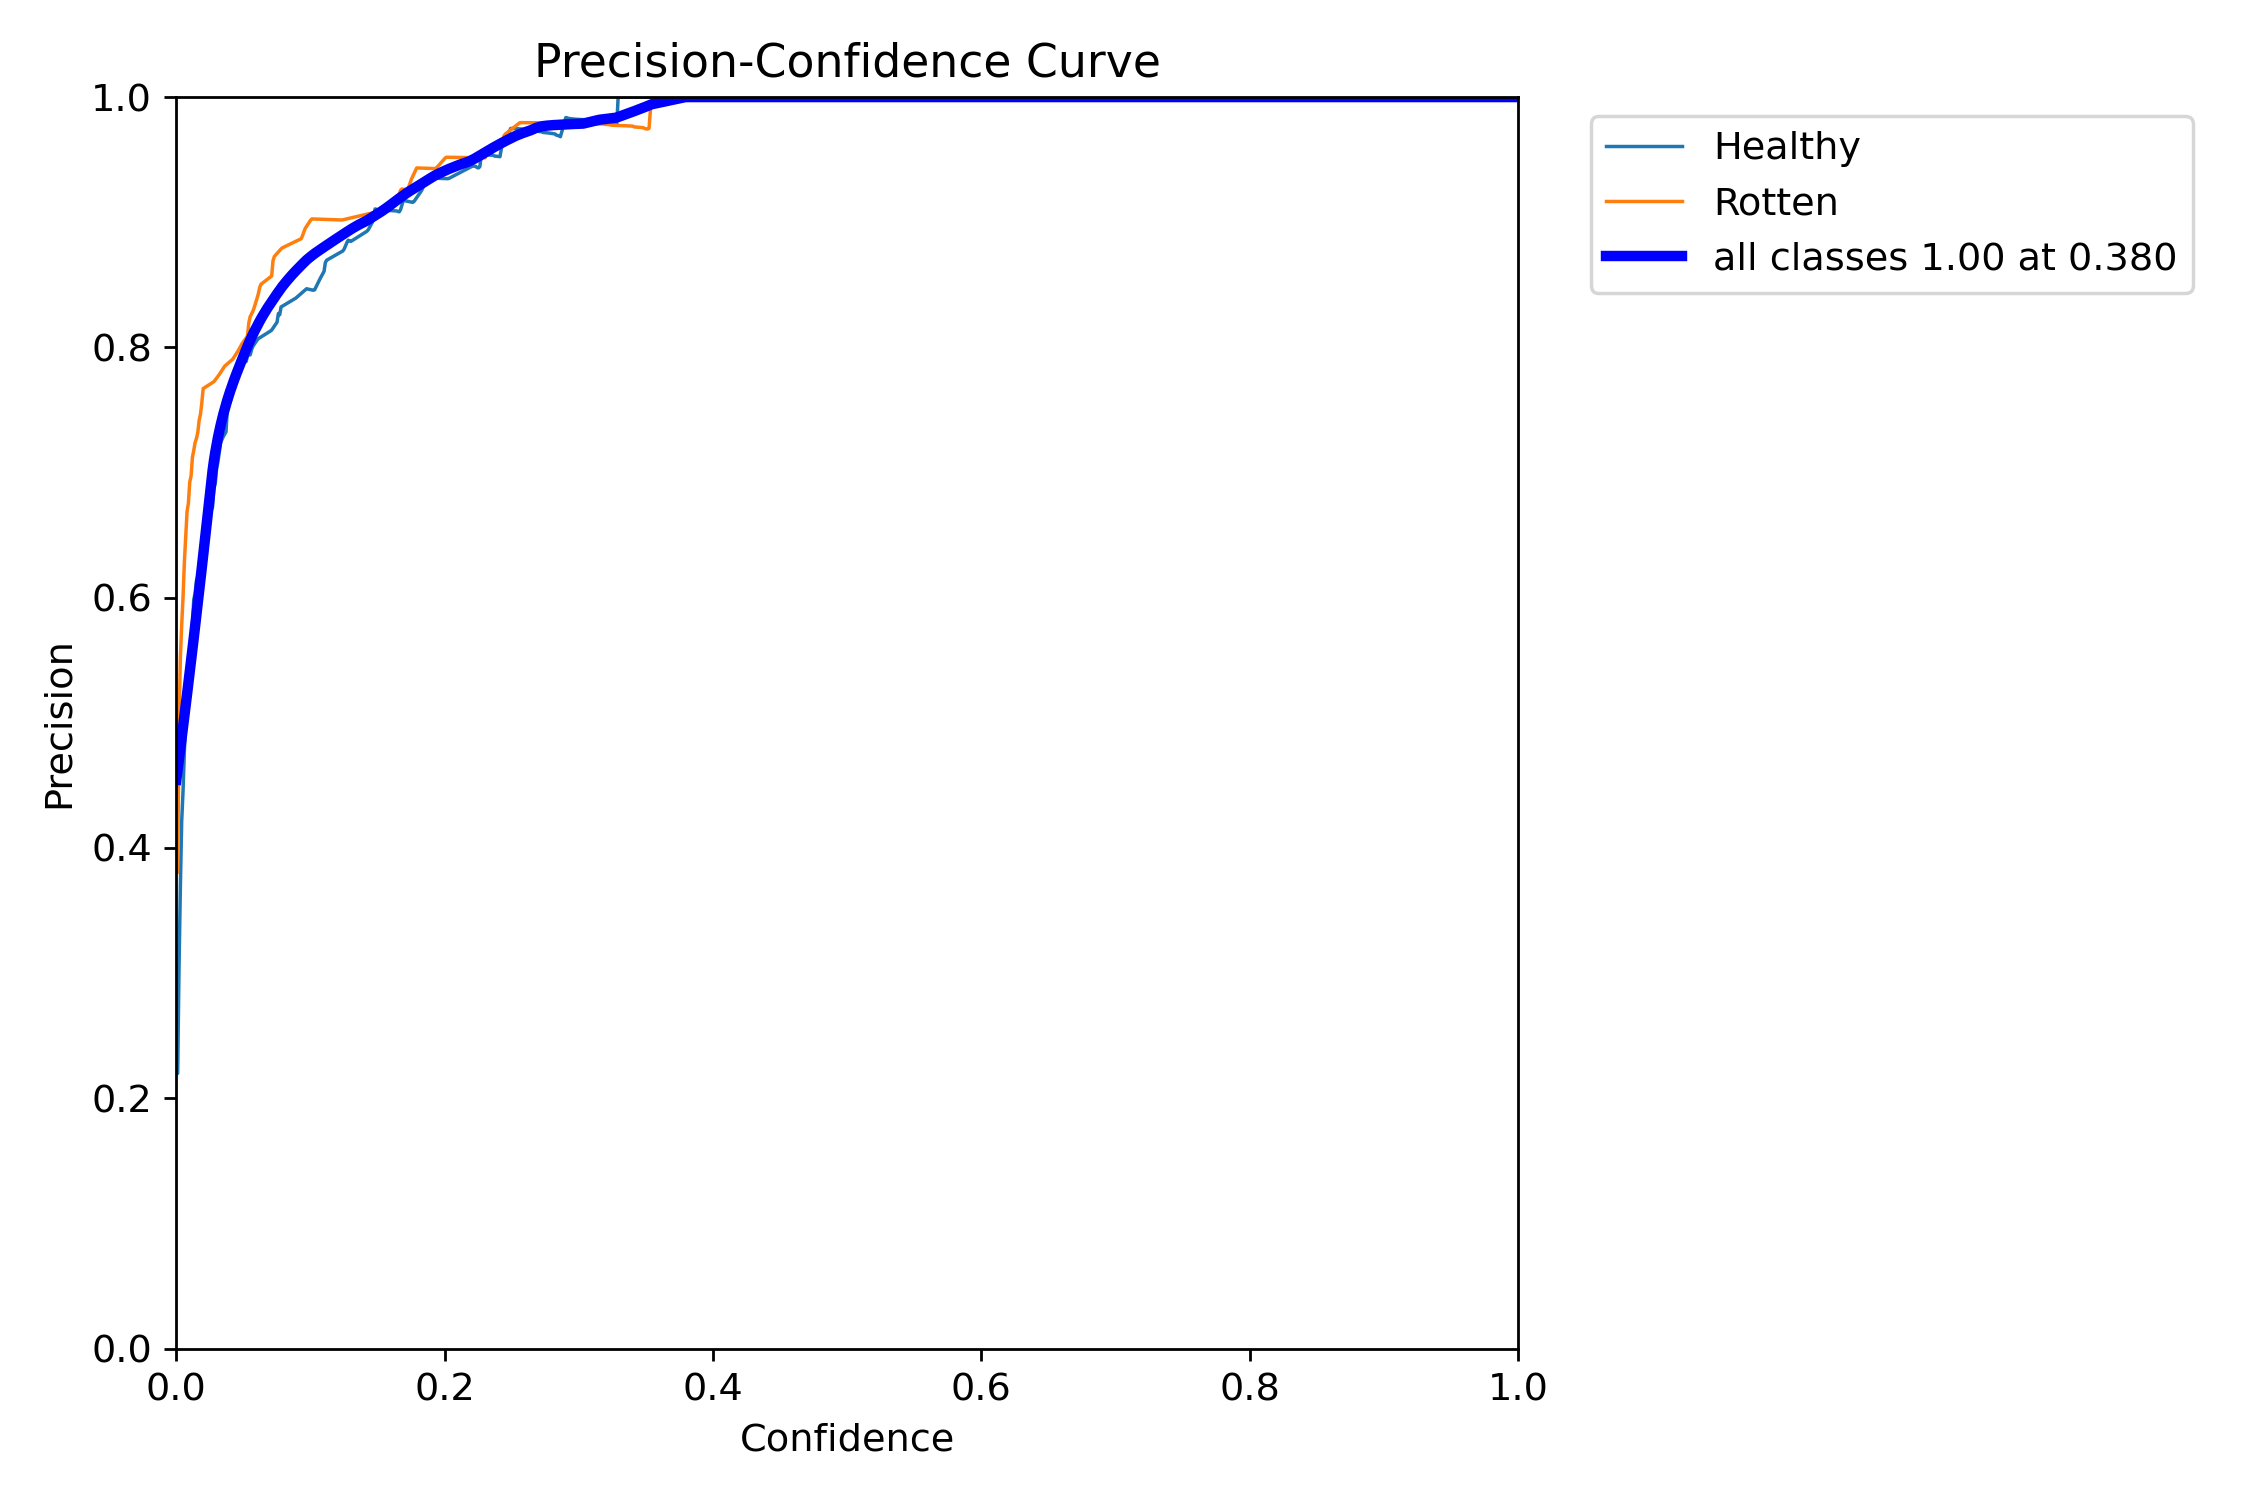 Precision-Confidence Curve
1.0
0.8
0.6
0.4
0.2
0.0
Precision
0.0 0.2 0.4 0.6 0.8 1.0
Confidence
Healthy
Rotten
all classes 1.00 at 0.380